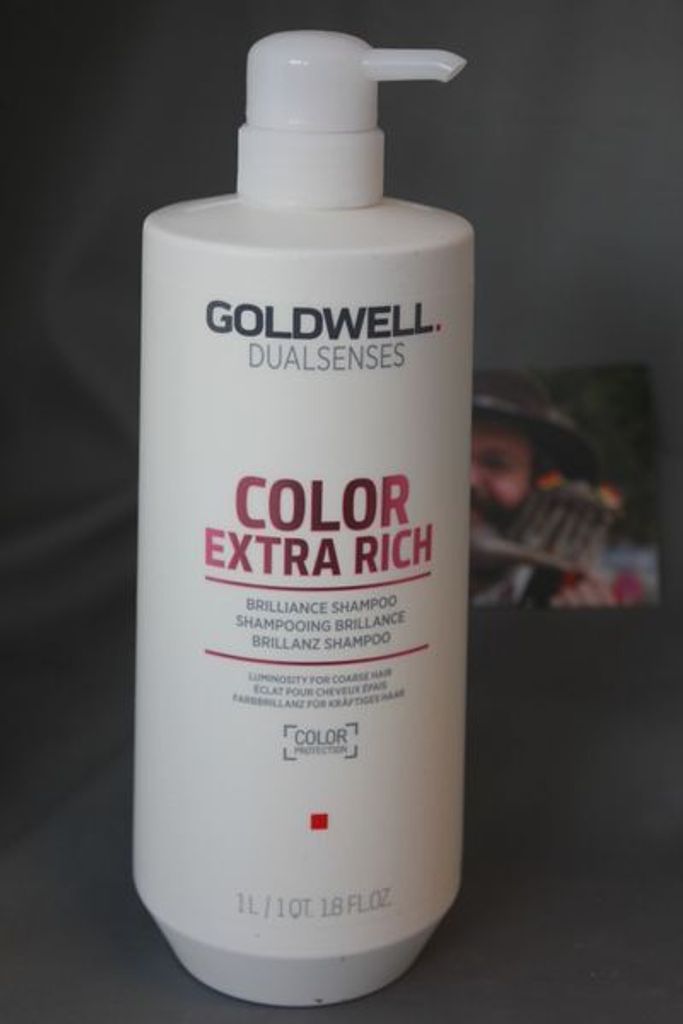 GOLDWELL.
DUALSENSES
COLOR
EXTRA RICH
BRILLIANCE SHAMPOO
SHAMPOOING BRILLANCE
BRILLANZ SHAMPOO
LUMINOSITY FOR COARSE HAIR
ÉCLAT POUR CHEVEUX ÉPAIS
FARBBRILLANZ FÜR KRÄFTIGES HAAR
COLOR
PROTECTION
1 L / 1 QT. 1.8 FL.OZ.